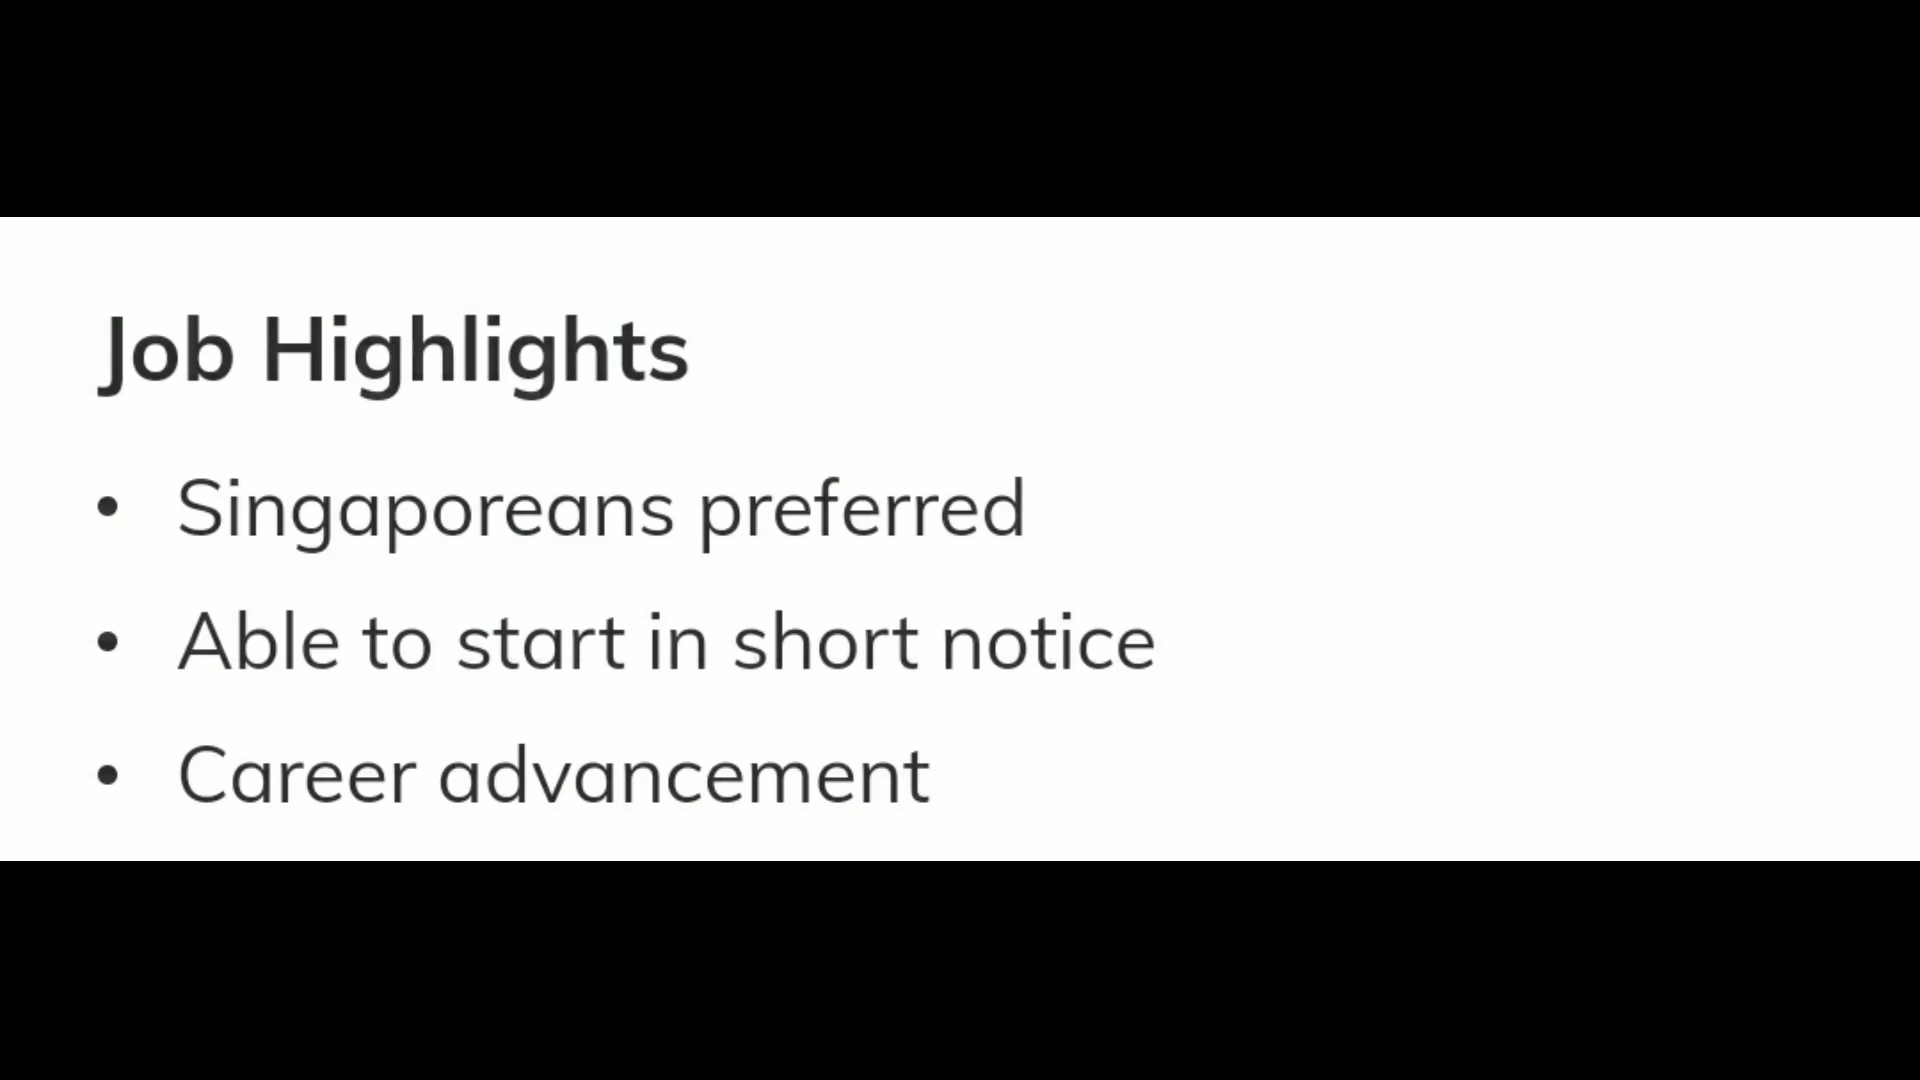 Job Highlights
• Singaporeans preferred
• Able to start in short notice
• Career advancement